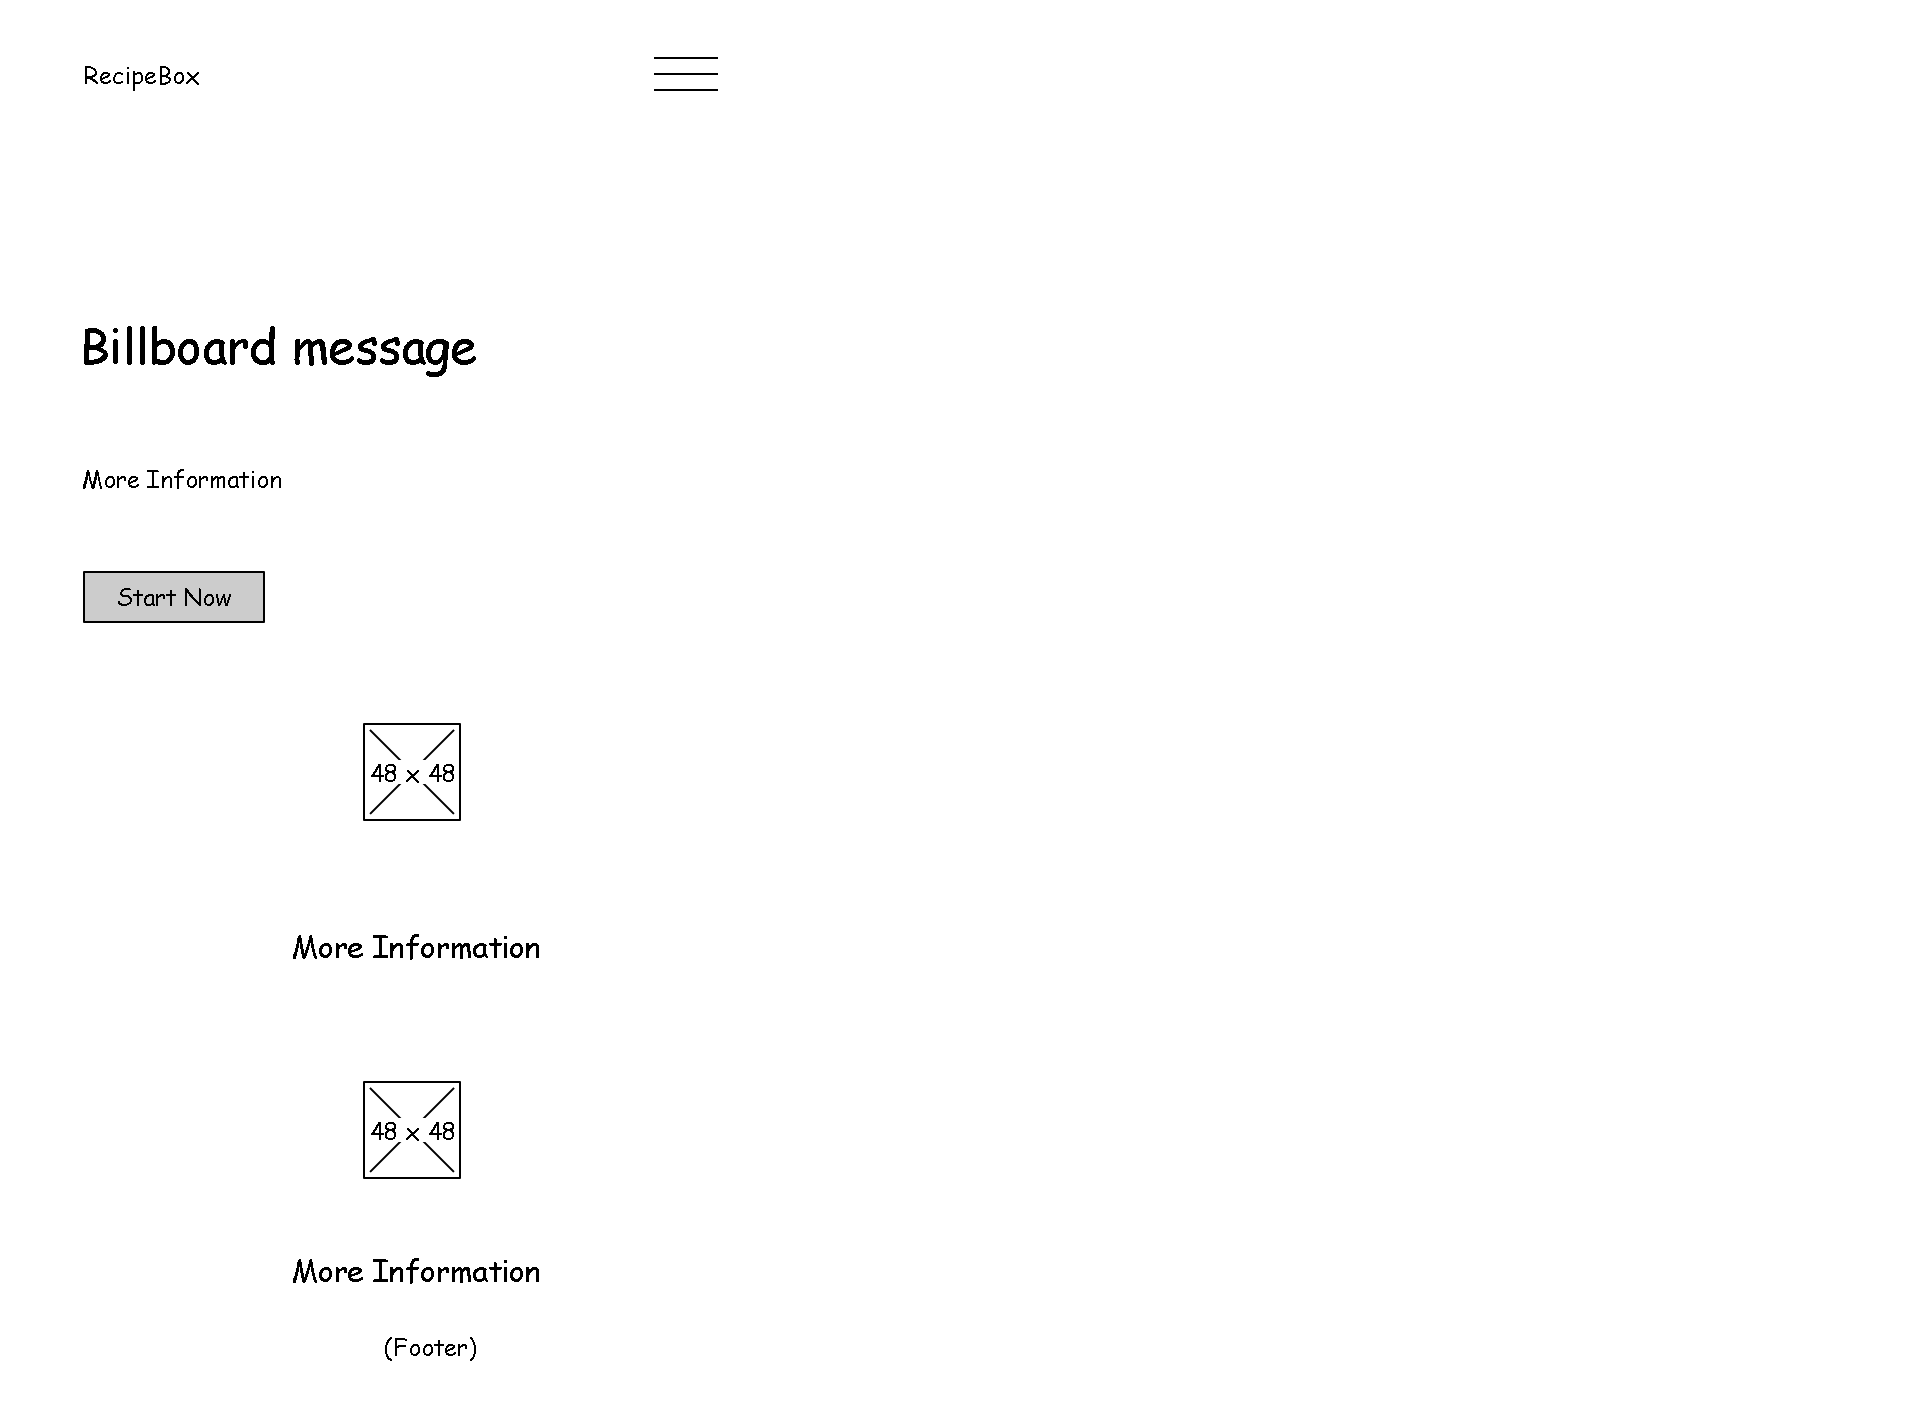 RecipeBox
Billboard message
More Information
Start Now
48 x 48
More Information
48 x 48
More Information
(Footer)